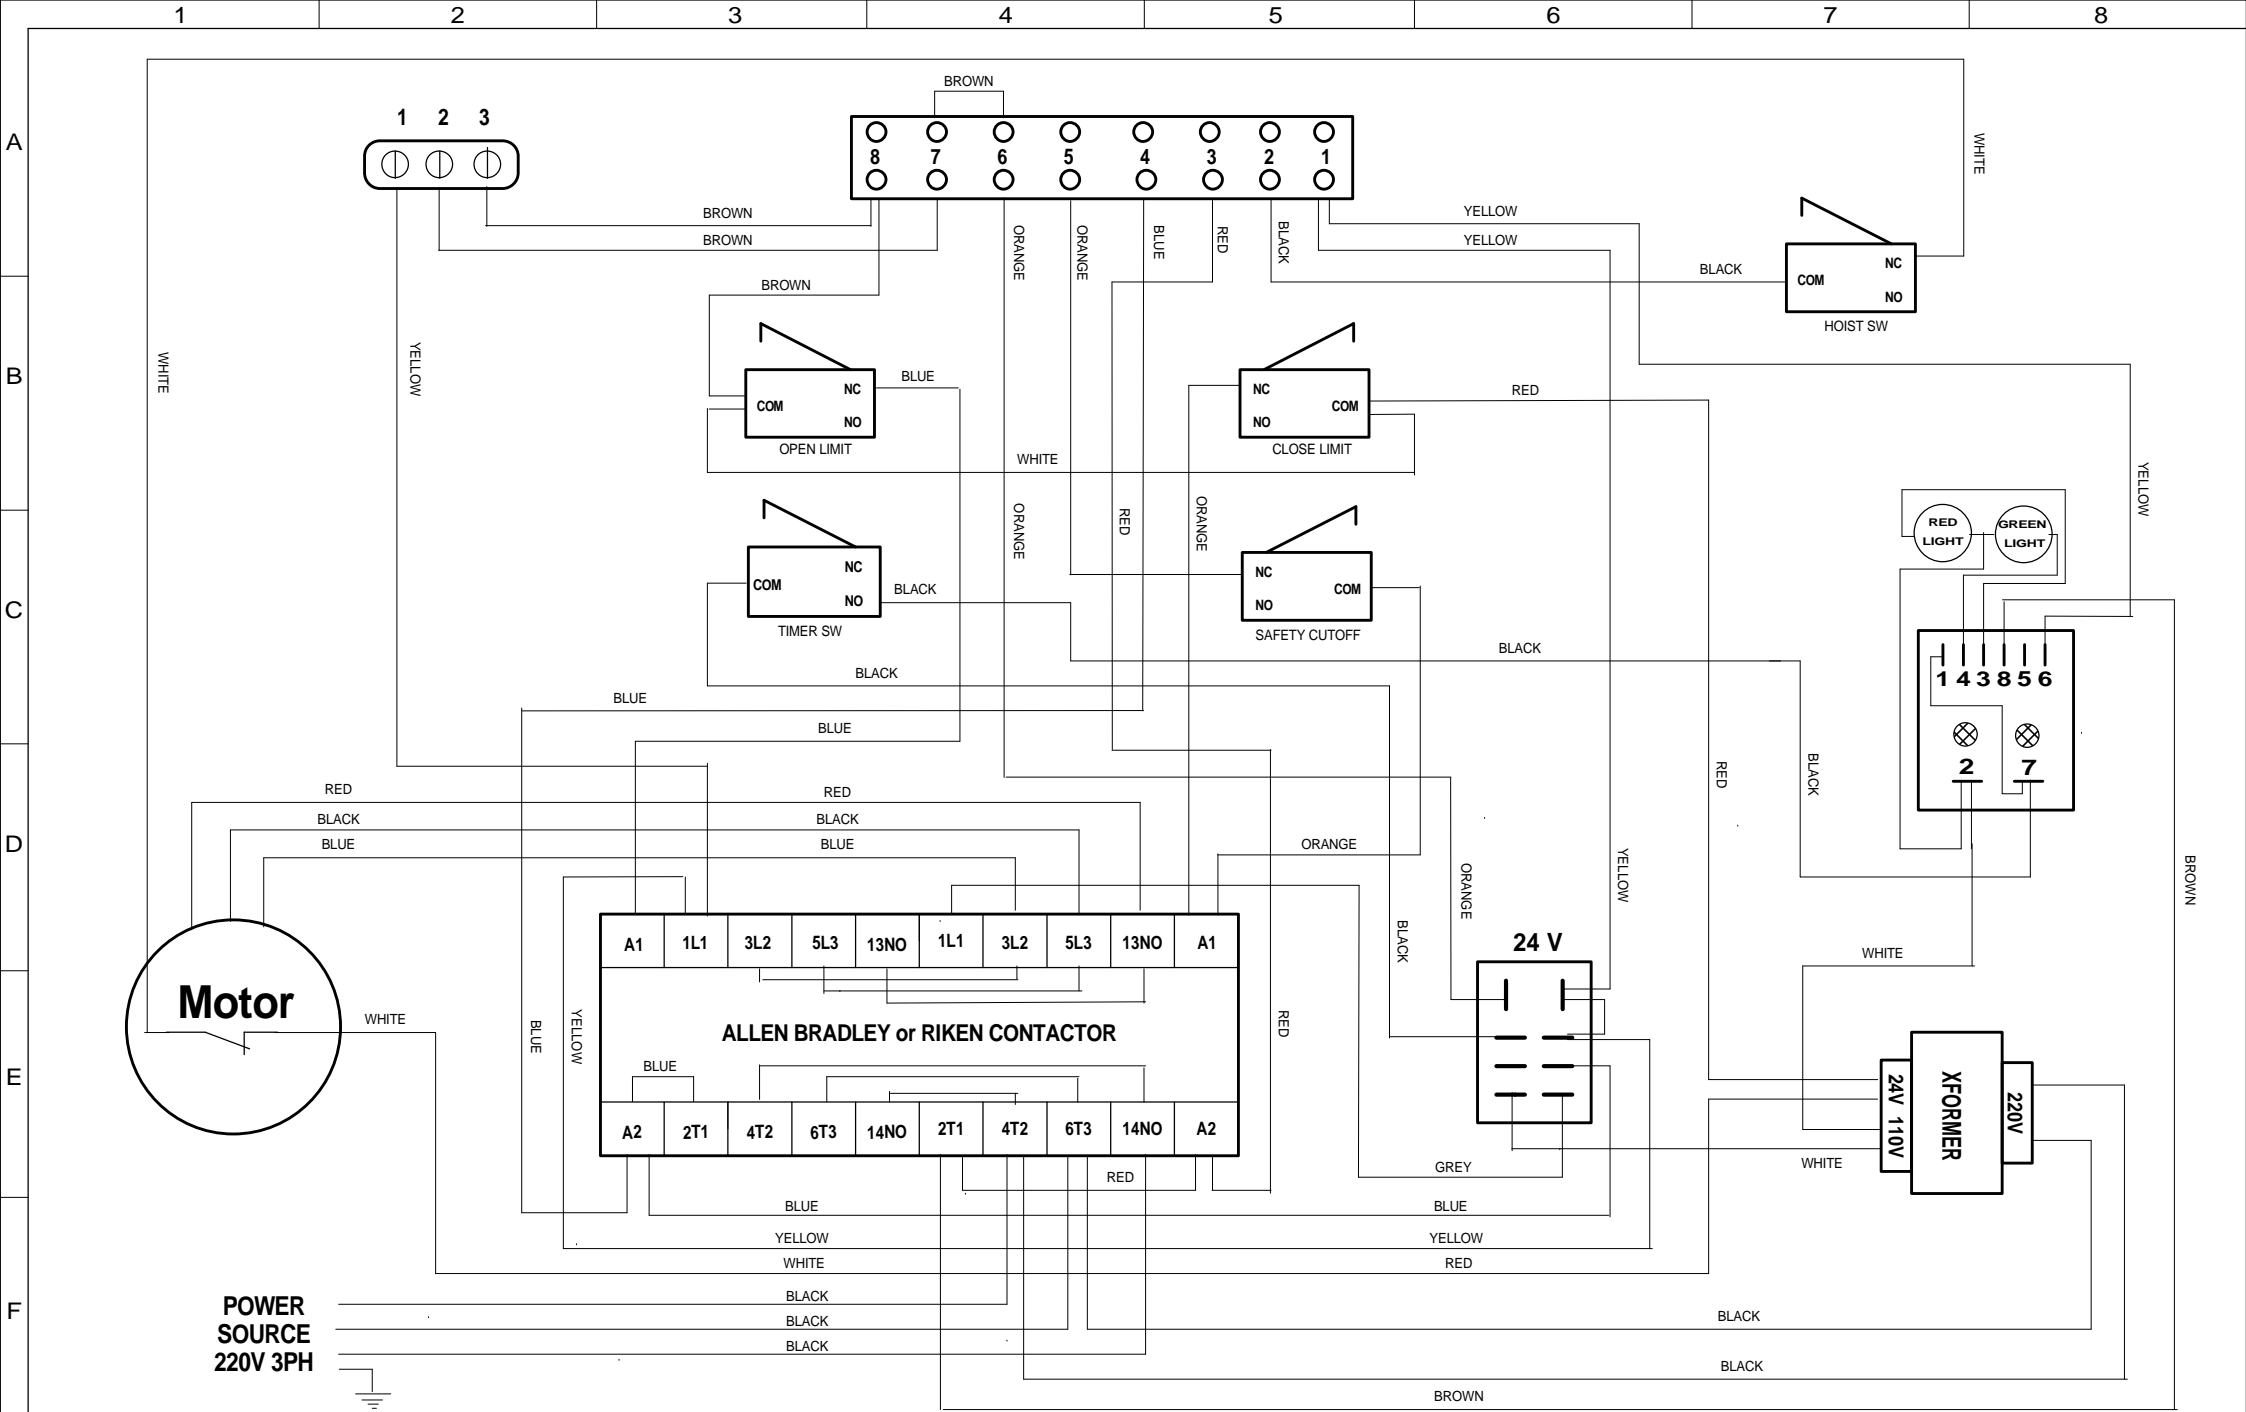 1 2 3 4 5 6 7 8
A
B
C
D
E
F
BROWN
1 2 3
8 7 6 5 4 3 2 1
WHITE
BROWN
BROWN
ORANGE
ORANGE
BLUE
RED
BLACK
YELLOW
YELLOW
BLACK
COM
NC
NO
HOIST SW
BROWN
WHITE
YELLOW
COM
NC
NO
OPEN LIMIT
BLUE
NC
NO
COM
CLOSE LIMIT
RED
WHITE
YELLOW
ORANGE
RED
ORANGE
COM
NC
NO
TIMER SW
BLACK
NC
NO
COM
SAFETY CUTOFF
RED
LIGHT
GREEN
LIGHT
BLACK
BLACK
BLUE
BLUE
1 4 3 8 5 6
2 7
RED
RED
BLACK
BLACK
BLUE
BLUE
ORANGE
RED
BLACK
ORANGE
YELLOW
BROWN
BLACK
WHITE
A1 1L1 3L2 5L3 13NO 1L1 3L2 5L3 13NO A1
24 V
Motor
WHITE
BLUE
YELLOW
ALLEN BRADLEY or RIKEN CONTACTOR
RED
BLUE
A2 2T1 4T2 6T3 14NO 2T1 4T2 6T3 14NO A2
24V 110V
XFORMER
220V
WHITE
GREY
RED
BLUE
BLUE
YELLOW
YELLOW
WHITE
RED
POWER
SOURCE
220V 3PH
BLACK
BLACK
BLACK
BLACK
BLACK
BROWN